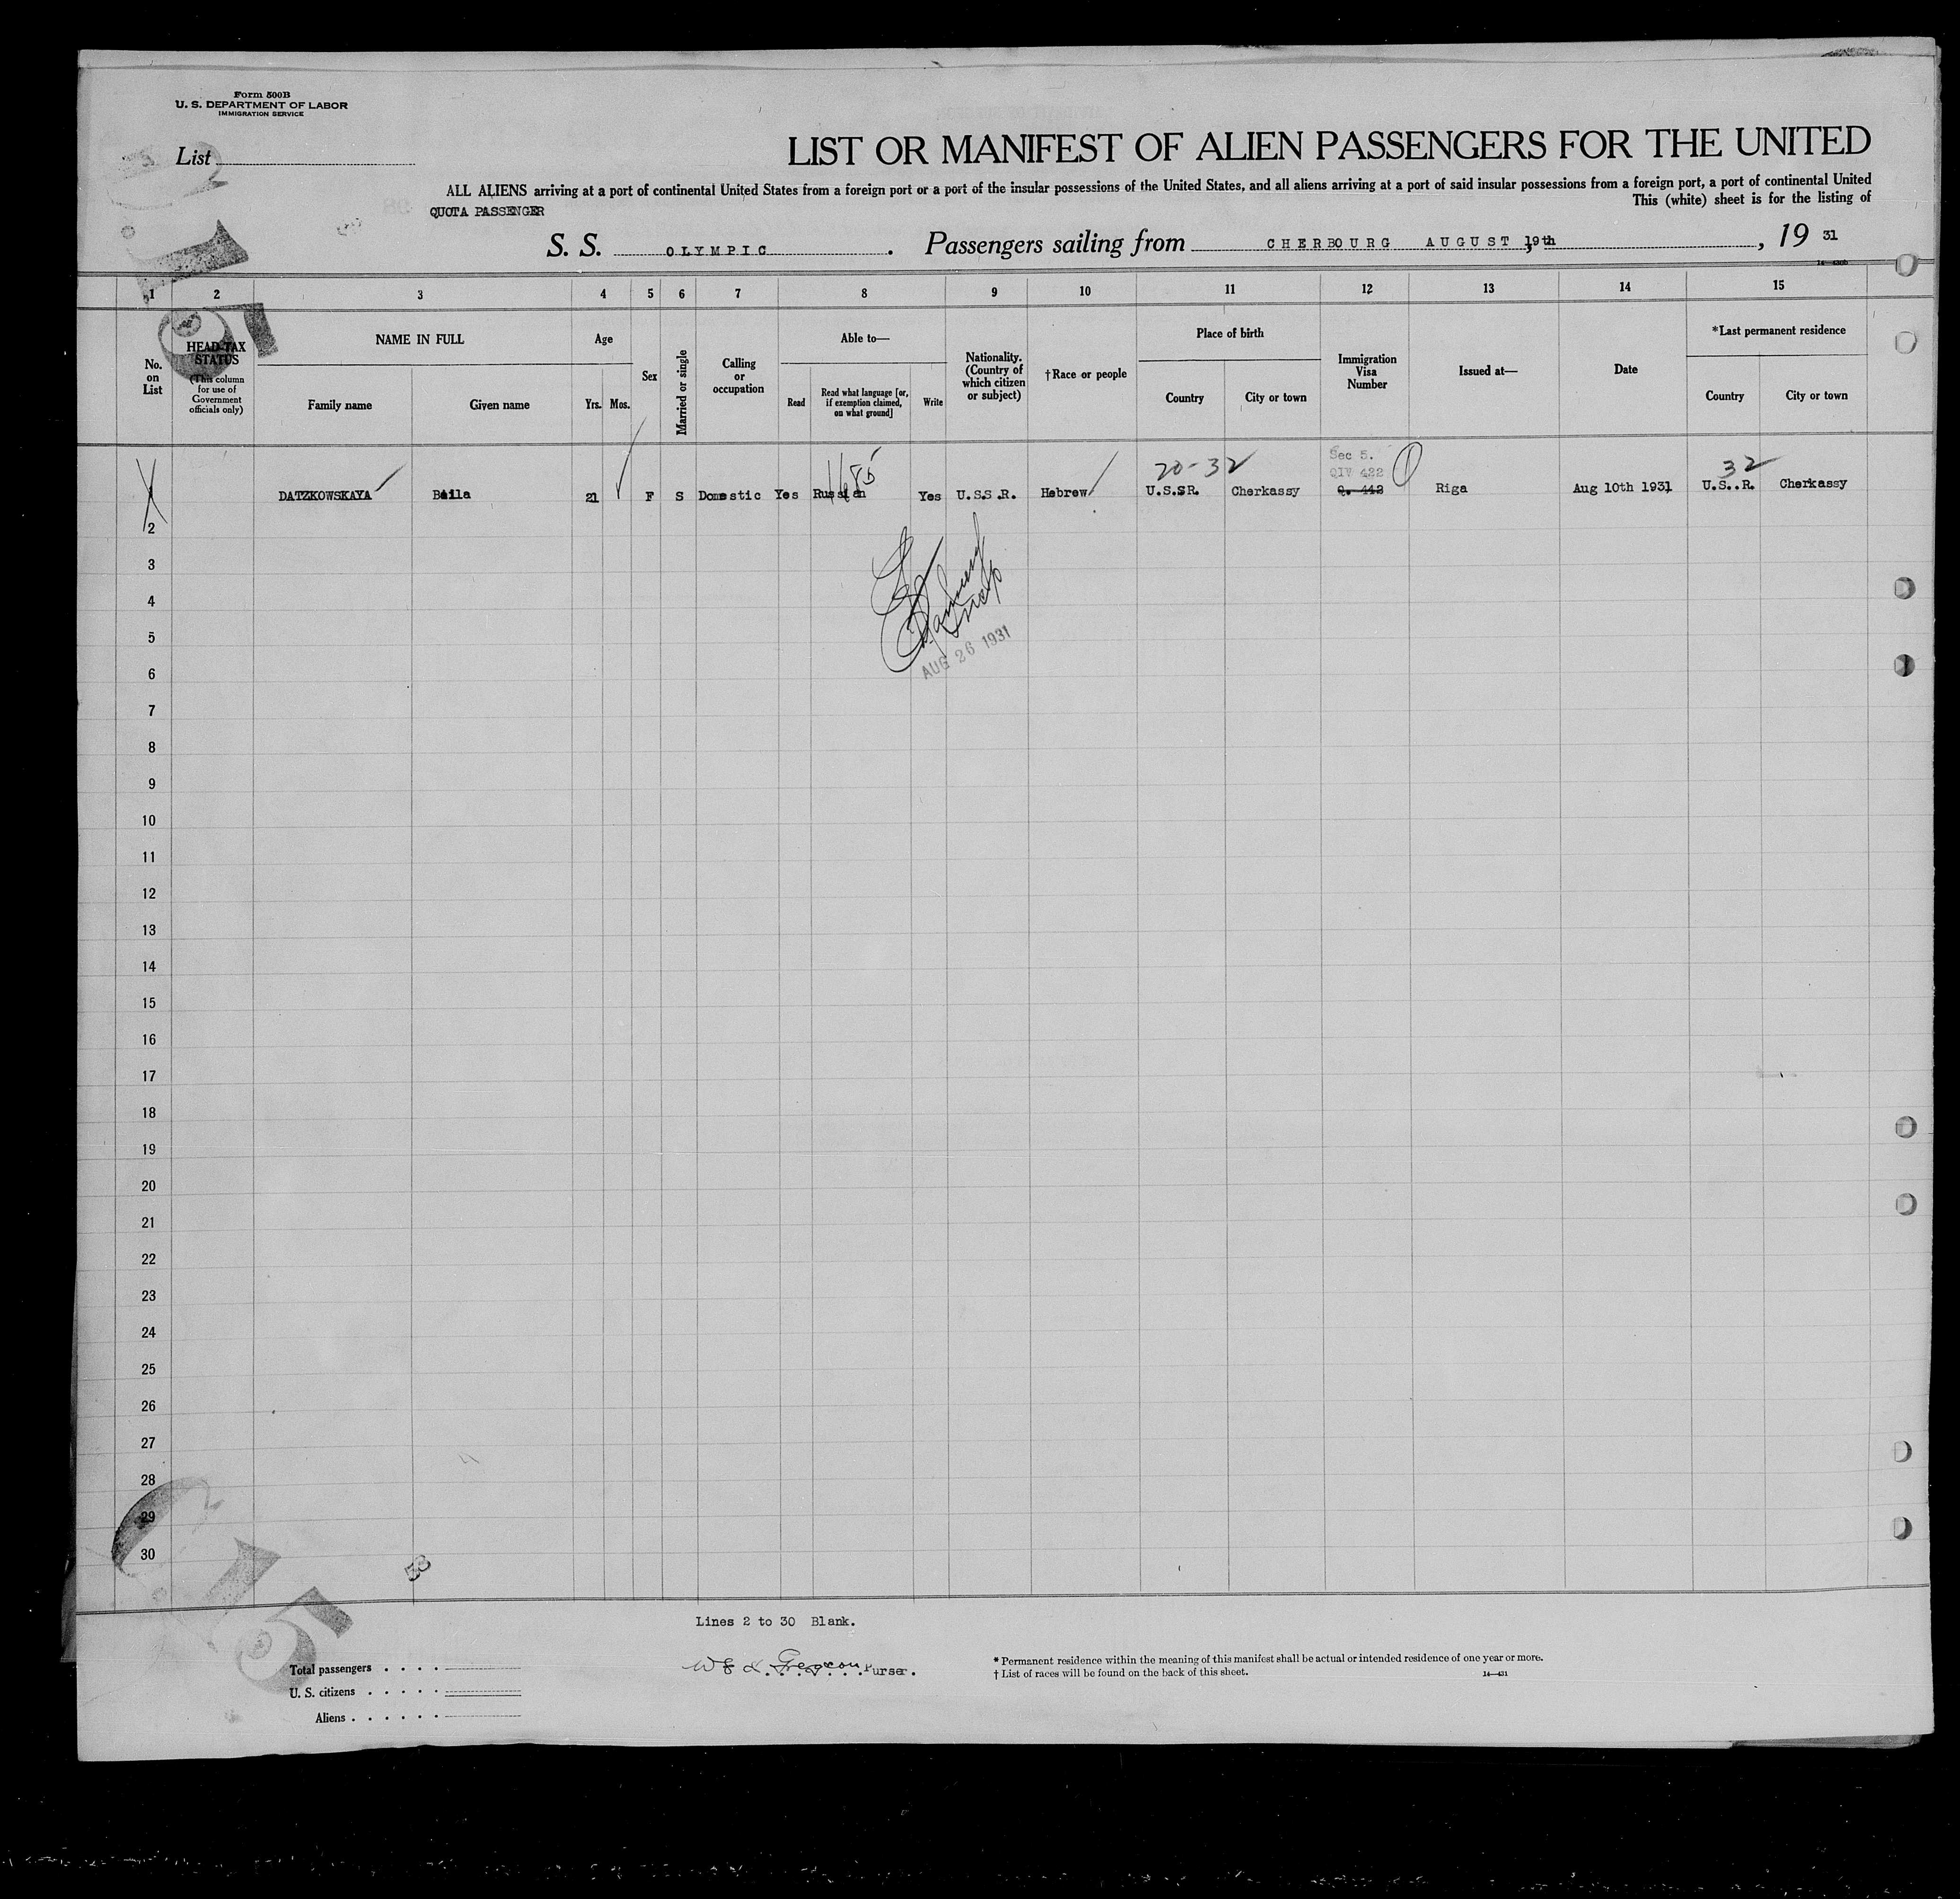 Form 500B
U. S. DEPARTMENT OF LABOR
IMMIGRATION SERVICE
List
LIST OR MANIFEST OF ALIEN PASSENGERS FOR THE UNITED
ALL ALIENS arriving at a port of continental United States from a foreign port or a port of the insular possessions of the United States, and all aliens arriving at a port of said insular possessions from a foreign port, a port of continental United
This (white) sheet is for the listing of
QUOTA PASSENGER
S. S. OLYMPIC. Passengers sailing from CHERBOURG AUGUST 19th, 19 31
1 2 3 4 5 6 7 8 9 10 11 12 13 14 15
No. on List
HEAD-TAX STATUS
(This column for use of Government officials only)
NAME IN FULL
Family name Given name
Age
Yrs. Mos.
Sex
Married or single
Calling or occupation
Able to—
Read
Read what language [or, if exemption claimed, on what ground]
Write
Nationality. (Country of which citizen or subject)
†Race or people
Place of birth
Country City or town
Immigration Visa Number
Issued at—
Date
*Last permanent residence
Country City or town
20-32 Sec 5. 32
QIV 422
1 DATZKOWSKAYA Beila 21 F S Domestic Yes Russian Yes U.S.S.R. Hebrew U.S.SR. Cherkassy Q. 442 Riga Aug 10th 1931 U.S..R. Cherkassy
2
3
4
5
AUG 26 1931
6
7
8
9
10
11
12
13
14
15
16
17
18
19
20
21
22
23
24
25
26
27
28
29
30
Lines 2 to 30 Blank.
Purser.
Total passengers
U. S. citizens
Aliens
* Permanent residence within the meaning of this manifest shall be actual or intended residence of one year or more.
† List of races will be found on the back of this sheet.
14—431